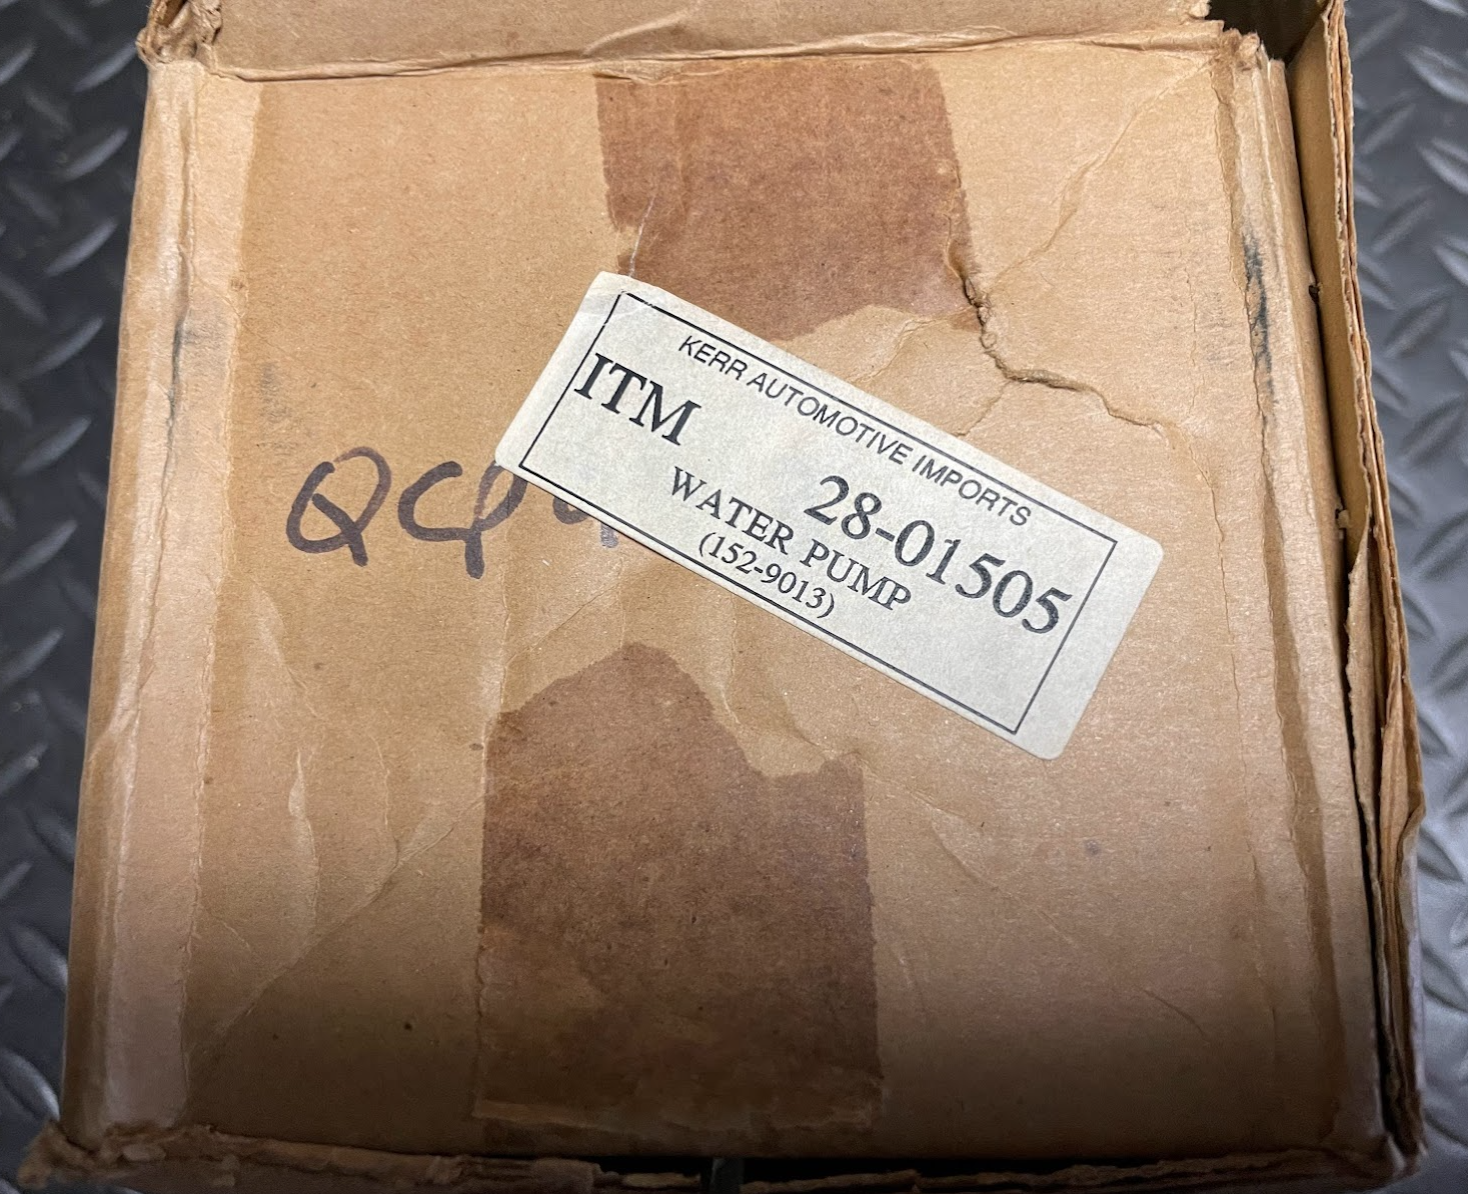 KERR AUTOMOTIVE IMPORTS
ITM 28-01505
WATER PUMP
(152-9013)